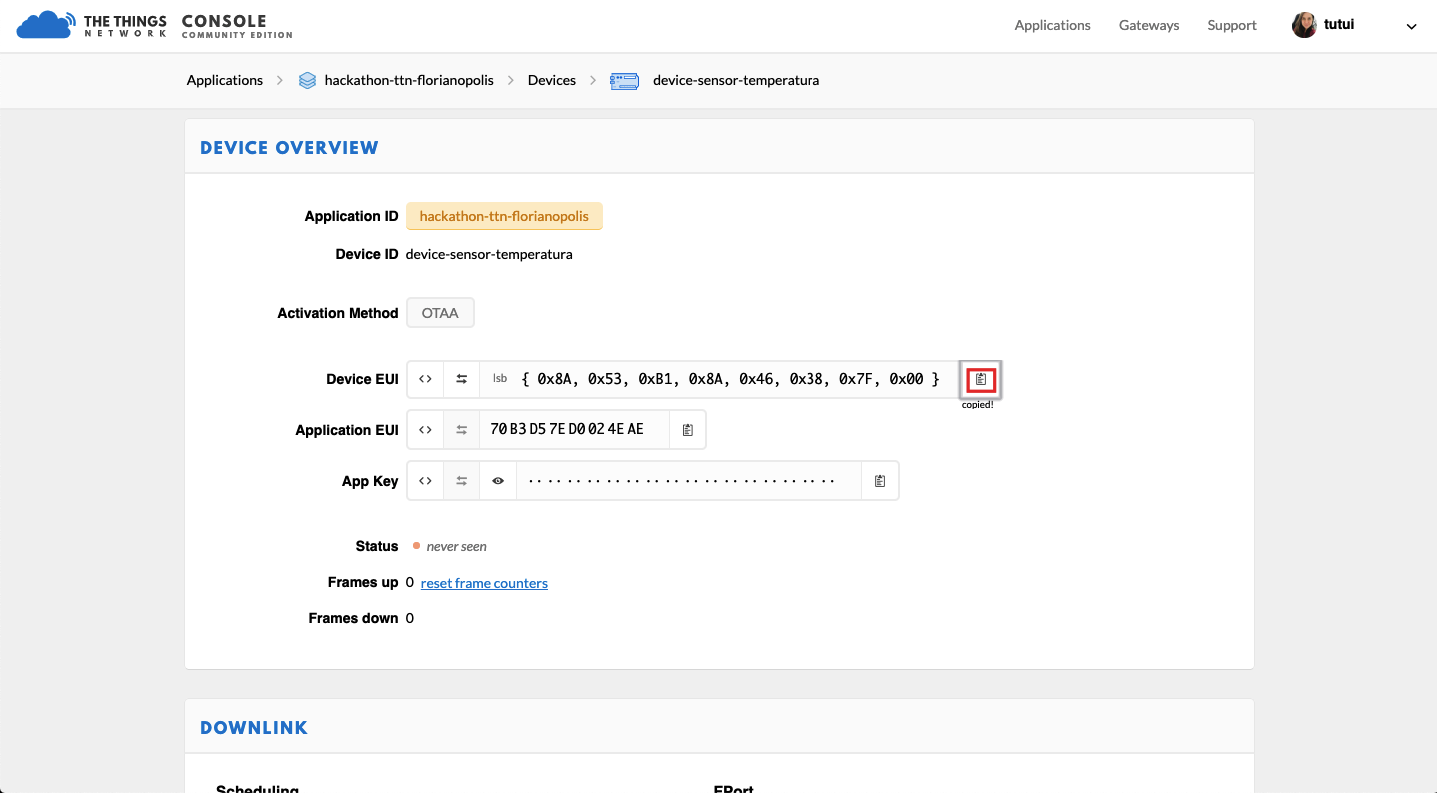 THE THINGS NETWORK CONSOLE COMMUNITY EDITION
Applications Gateways Support tutui
Applications hackathon-ttn-florianopolis Devices device-sensor-temperatura
DEVICE OVERVIEW
Application ID hackathon-ttn-florianopolis
Device ID device-sensor-temperatura
Activation Method OTAA
Device EUI <> lsb { 0x8A, 0x53, 0xB1, 0x8A, 0x46, 0x38, 0x7F, 0x00 }
copied!
Application EUI <> 70 B3 D5 7E D0 02 4E AE
App Key <> ································
Status never seen
Frames up 0 reset frame counters
Frames down 0
DOWNLINK
Scheduling FPort